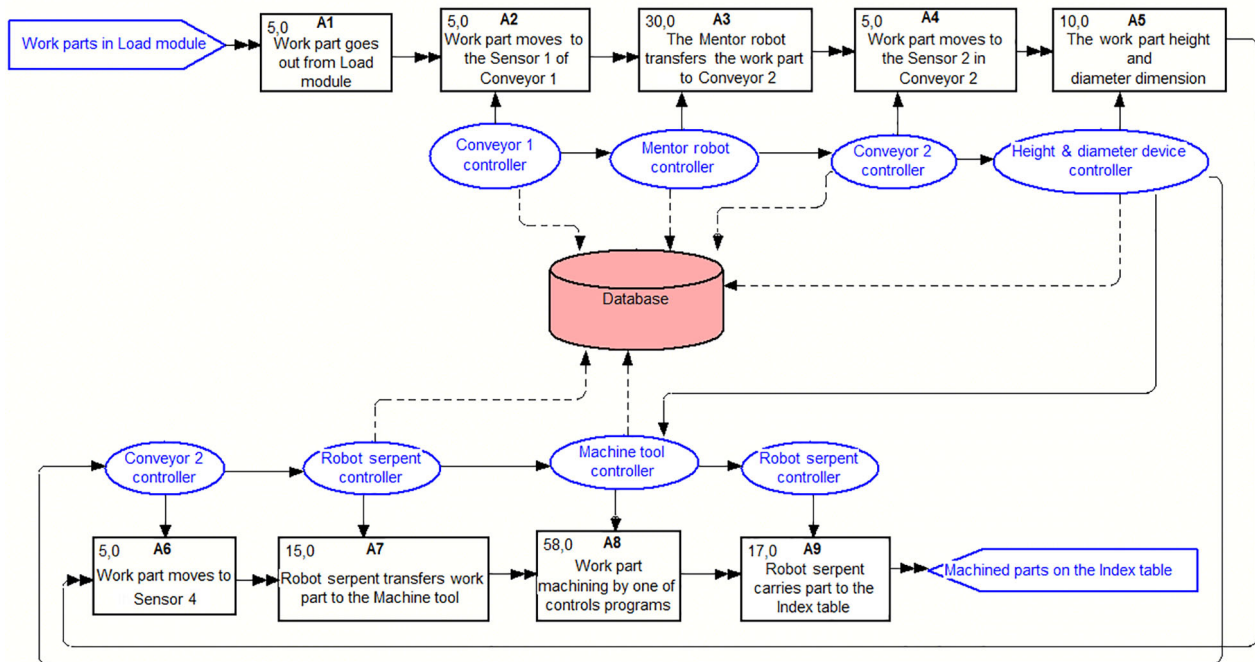 Work parts in Load module
5,0 A1
Work part goes
out from Load
module
5,0 A2
Work part moves to
the Sensor 1 of
Conveyor 1
30,0 A3
The Mentor robot
transfers the work
part to Conveyor 2
5,0 A4
Work part moves to
the Sensor 2 in
Conveyor 2
10,0 A5
The work part height
and
diameter dimension
Conveyor 1
controller
Mentor robot
controller
Conveyor 2
controller
Height & diameter device
controller
Database
Conveyor 2
controller
Robot serpent
controller
Machine tool
controller
Robot serpent
controller
5,0 A6
Work part moves to
Sensor 4
15,0 A7
Robot serpent transfers work
part to the Machine tool
58,0 A8
Work part
machining by one of
controls programs
17,0 A9
Robot serpent
carries part to the
Index table
Machined parts on the Index table